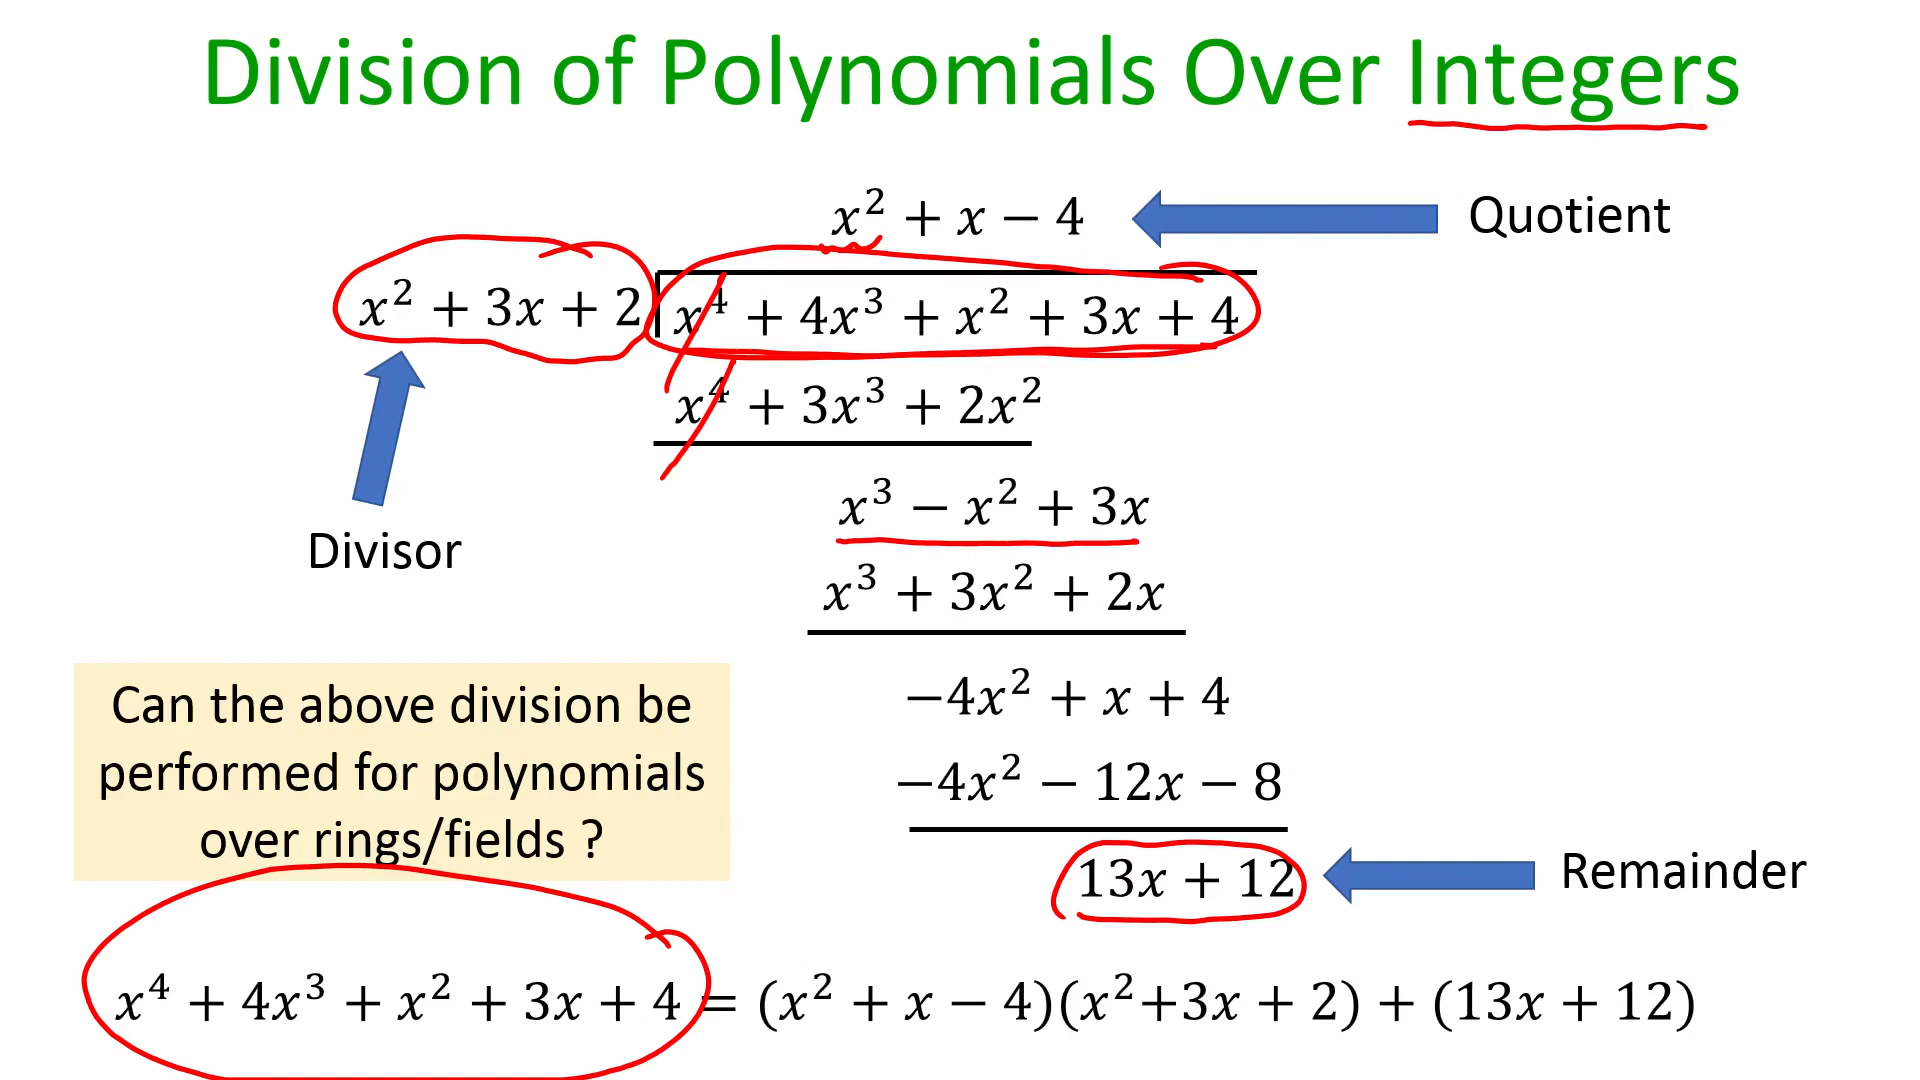 Division of Polynomials Over Integers
x² + x − 4
Quotient
x² + 3x + 2
x⁴ + 4x³ + x² + 3x + 4
x⁴ + 3x³ + 2x²
x³ − x² + 3x
Divisor
x³ + 3x² + 2x
−4x² + x + 4
Can the above division be
performed for polynomials
over rings/fields ?
−4x² − 12x − 8
13x + 12
Remainder
x⁴ + 4x³ + x² + 3x + 4 = (x² + x − 4)(x²+3x + 2) + (13x + 12)